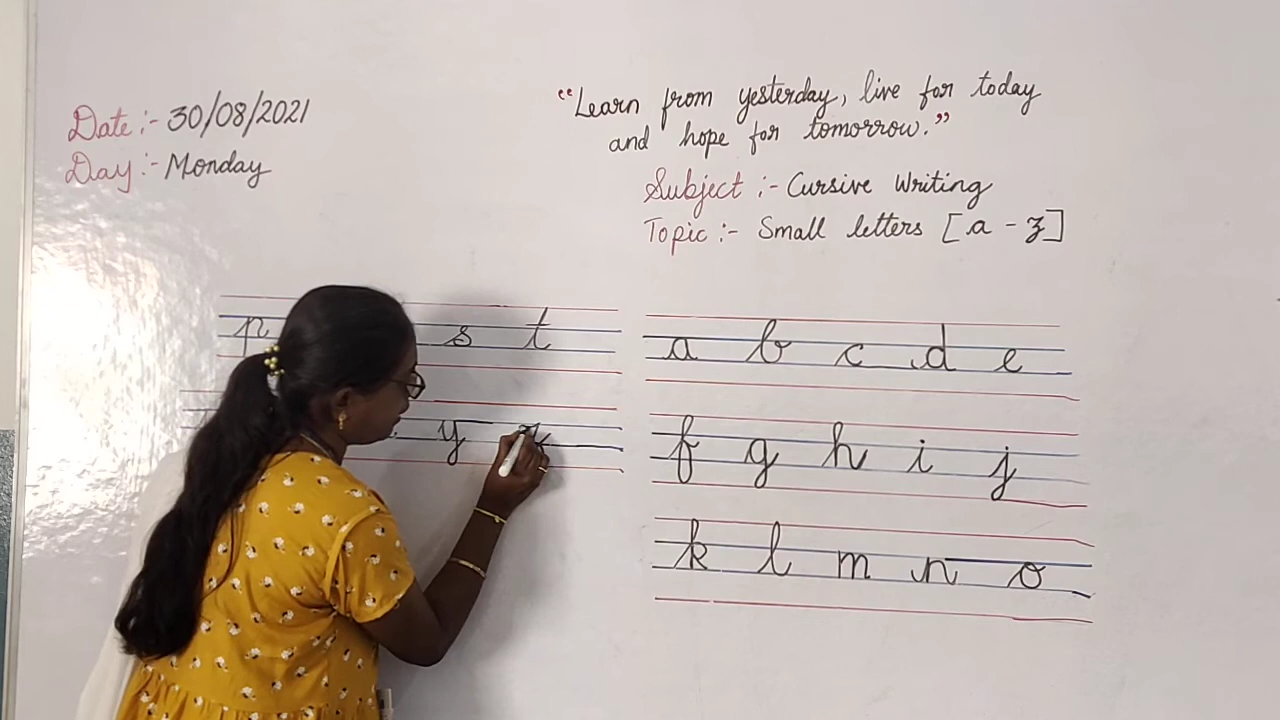 Date:- 30/08/2021
Day:- Monday
"Learn from yesterday, live for today
and hope for tomorrow."
Subject :- Cursive Writing
Topic :- Small letters [a - z]
p s t
y
a b c d e
f g h i j
k l m n o